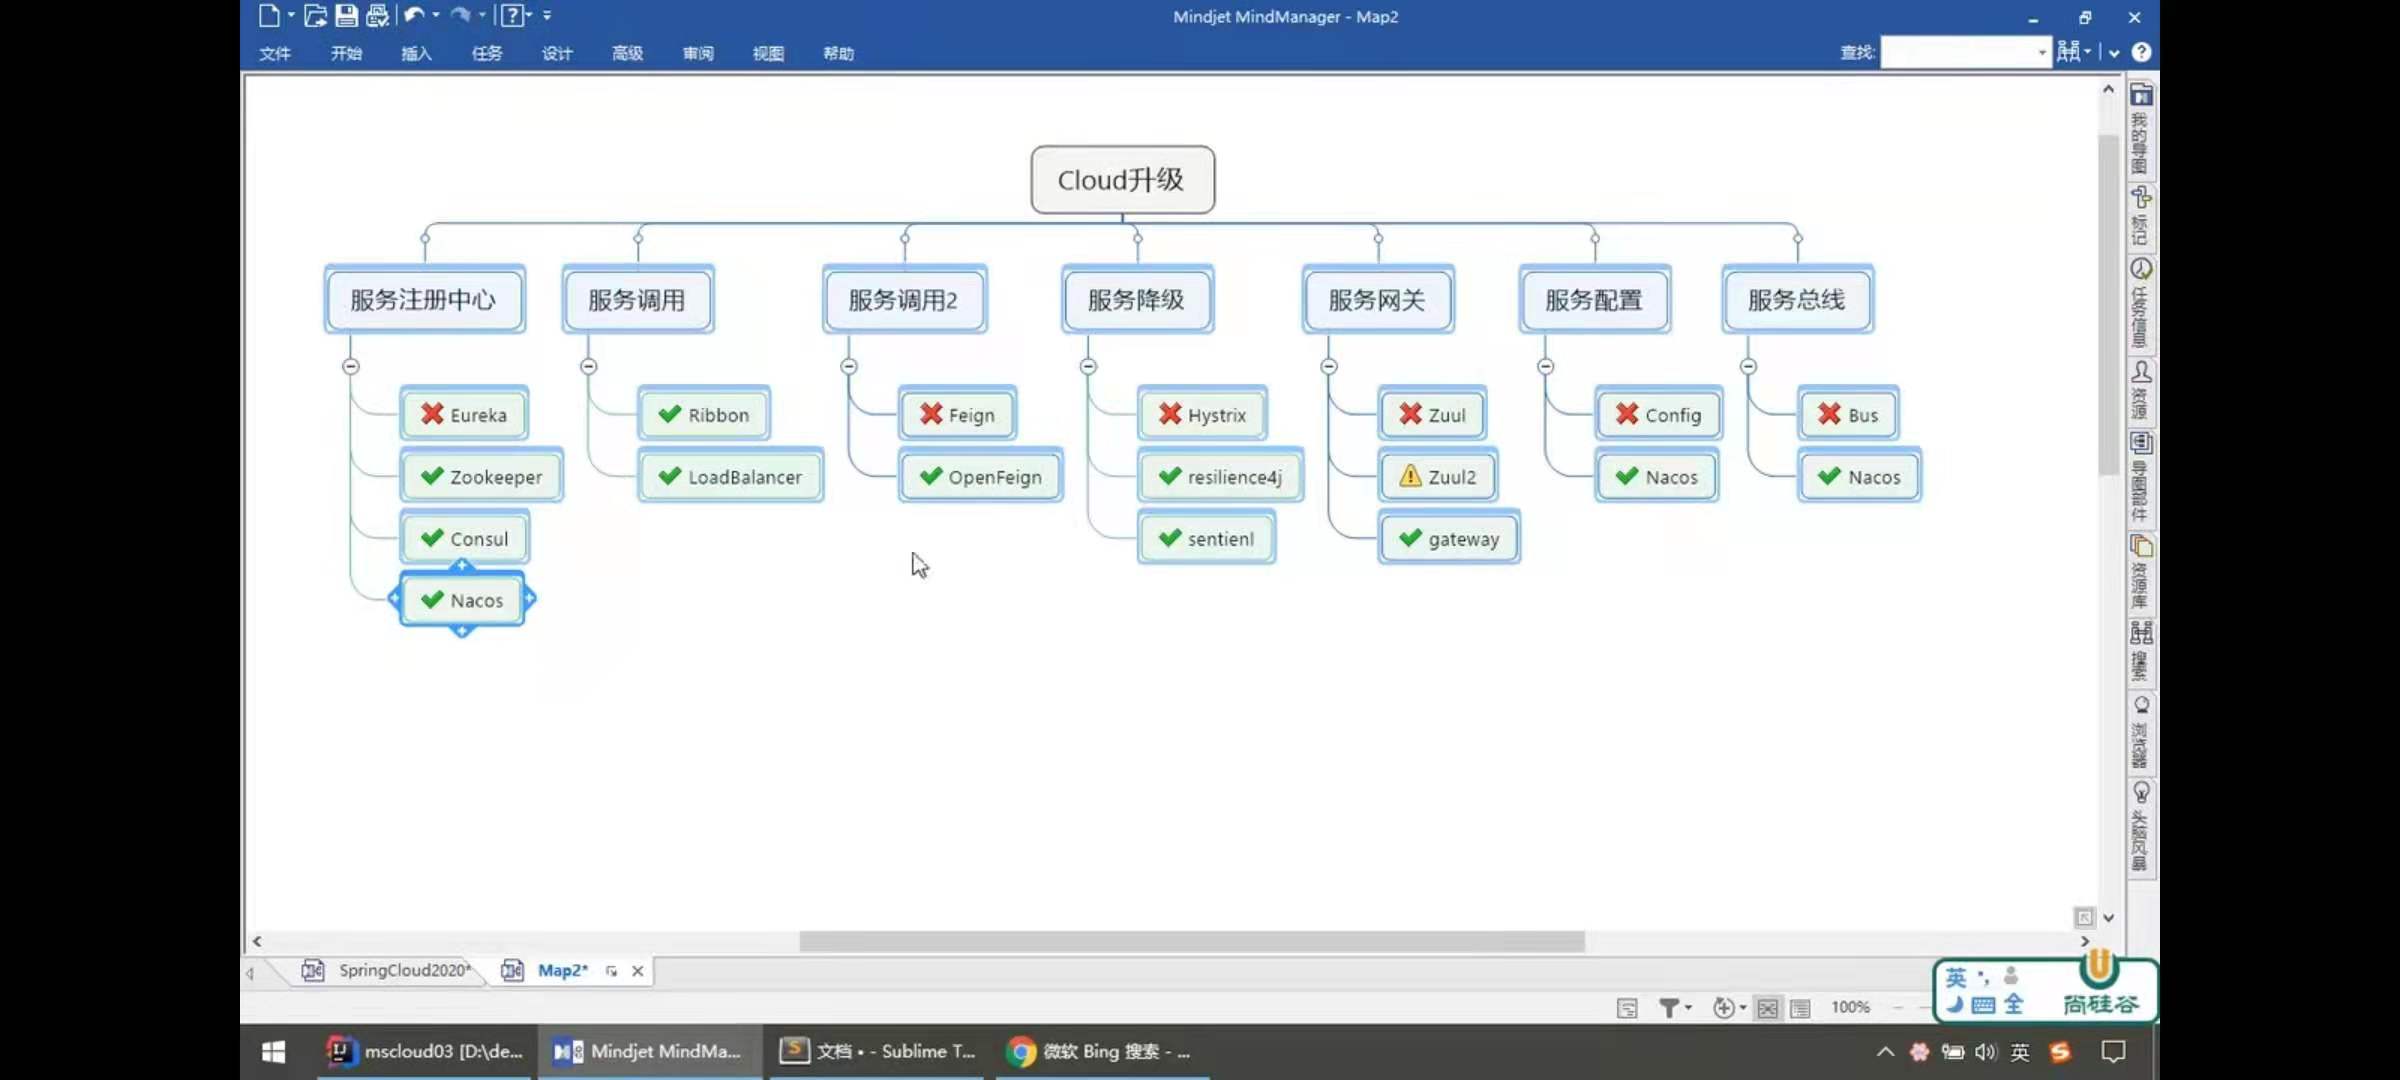 Mindjet MindManager - Map2
文件 开始 插入 任务 设计 高级 审阅 视图 帮助
查找:
Cloud升级
服务注册中心 服务调用 服务调用2 服务降级 服务网关 服务配置 服务总线
Eureka Ribbon Feign Hystrix Zuul Config Bus
Zookeeper LoadBalancer OpenFeign resilience4j Zuul2 Nacos Nacos
Consul sentienl gateway
Nacos
我的导图
标记
任务信息
资源
导图部件
资源库
搜索
浏览器
头脑风暴
SpringCloud2020* Map2*
100%
英 全 尚硅谷
mscloud03 [D:\de... Mindjet MindMa... 文档 • - Sublime T... 微软 Bing 搜索 - ... 英